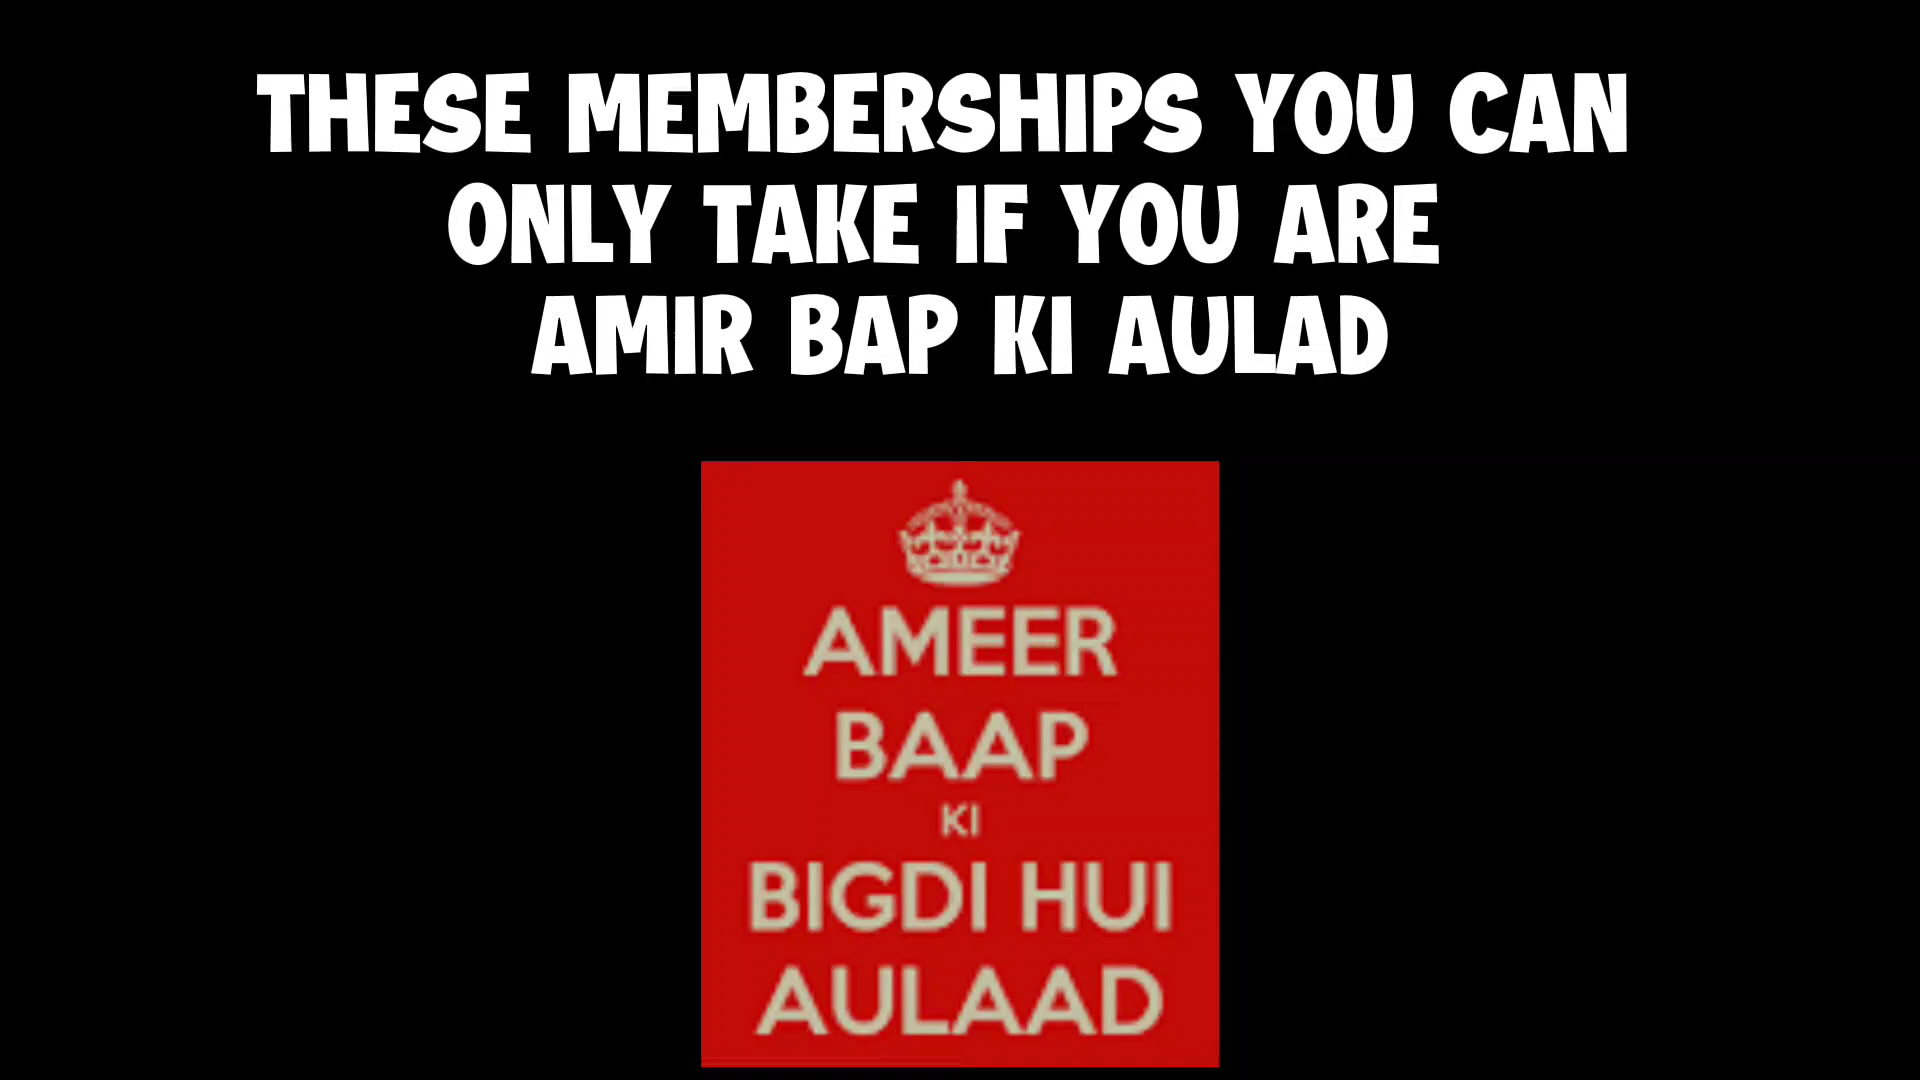 THESE MEMBERSHIPS YOU CAN
ONLY TAKE IF YOU ARE
AMIR BAP KI AULAD
AMEER
BAAP
KI
BIGDI HUI
AULAAD